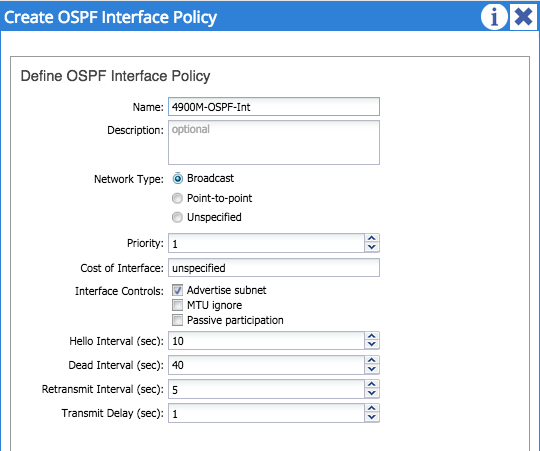 Create OSPF Interface Policy
Define OSPF Interface Policy
Name: 4900M-OSPF-Int
Description: optional
Network Type: Broadcast
Point-to-point
Unspecified
Priority: 1
Cost of Interface: unspecified
Interface Controls: Advertise subnet
MTU ignore
Passive participation
Hello Interval (sec): 10
Dead Interval (sec): 40
Retransmit Interval (sec): 5
Transmit Delay (sec): 1